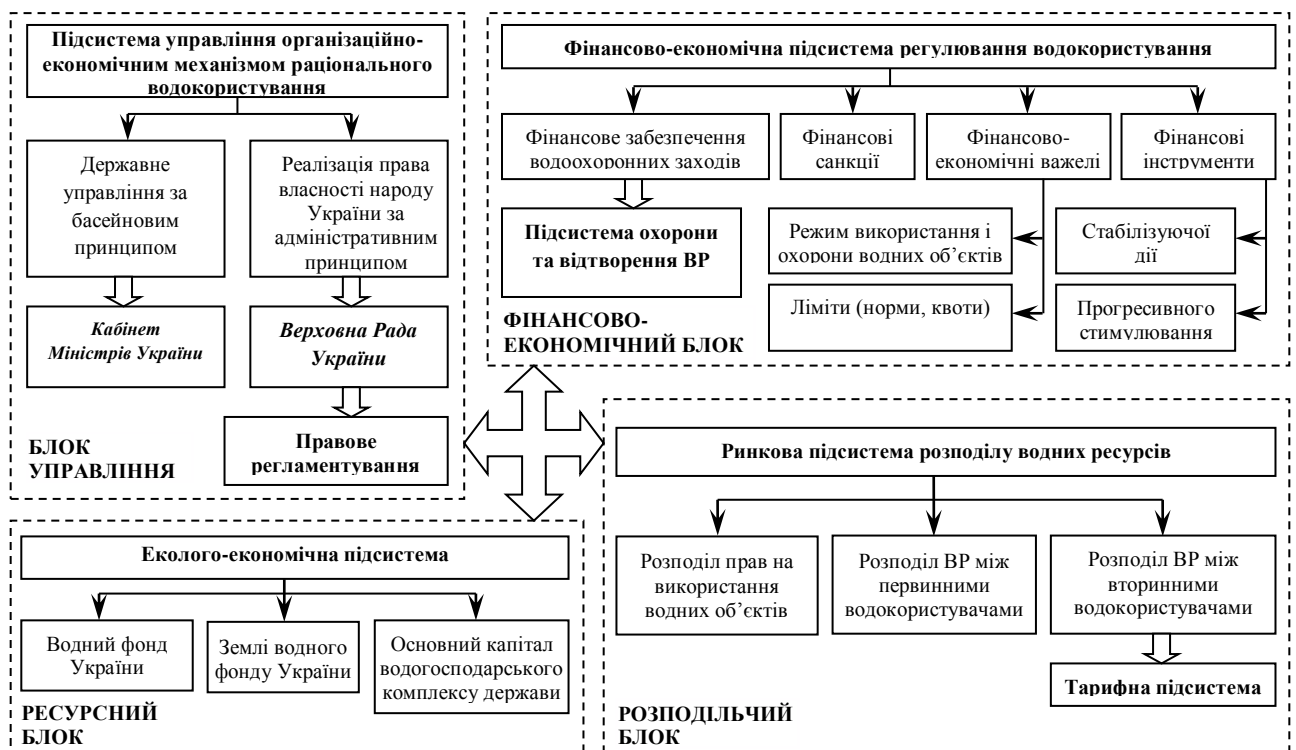 Підсистема управління організаційно-
економічним механізмом раціонального
водокористування
Державне
управління за
басейновим
принципом
Реалізація права
власності народу
України за
адміністративним
принципом
Кабінет
Міністрів України
Верховна Рада
України
Правове
регламентування
БЛОК
УПРАВЛІННЯ
Фінансово-економічна підсистема регулювання водокористування
Фінансове забезпечення
водоохоронних заходів
Фінансові
санкції
Фінансово-
економічні важелі
Фінансові
інструменти
Підсистема охорони
та відтворення ВР
Режим використання і
охорони водних об’єктів
Стабілізуючої
дії
Ліміти (норми, квоти)
Прогресивного
стимулювання
ФІНАНСОВО-
ЕКОНОМІЧНИЙ БЛОК
Еколого-економічна підсистема
Водний фонд
України
Землі водного
фонду України
Основний капітал
водогосподарського
комплексу держави
РЕСУРСНИЙ
БЛОК
Ринкова підсистема розподілу водних ресурсів
Розподіл прав на
використання
водних об’єктів
Розподіл ВР між
первинними
водокористувачами
Розподіл ВР між
вторинними
водокористувачами
Тарифна підсистема
РОЗПОДІЛЬЧИЙ
БЛОК